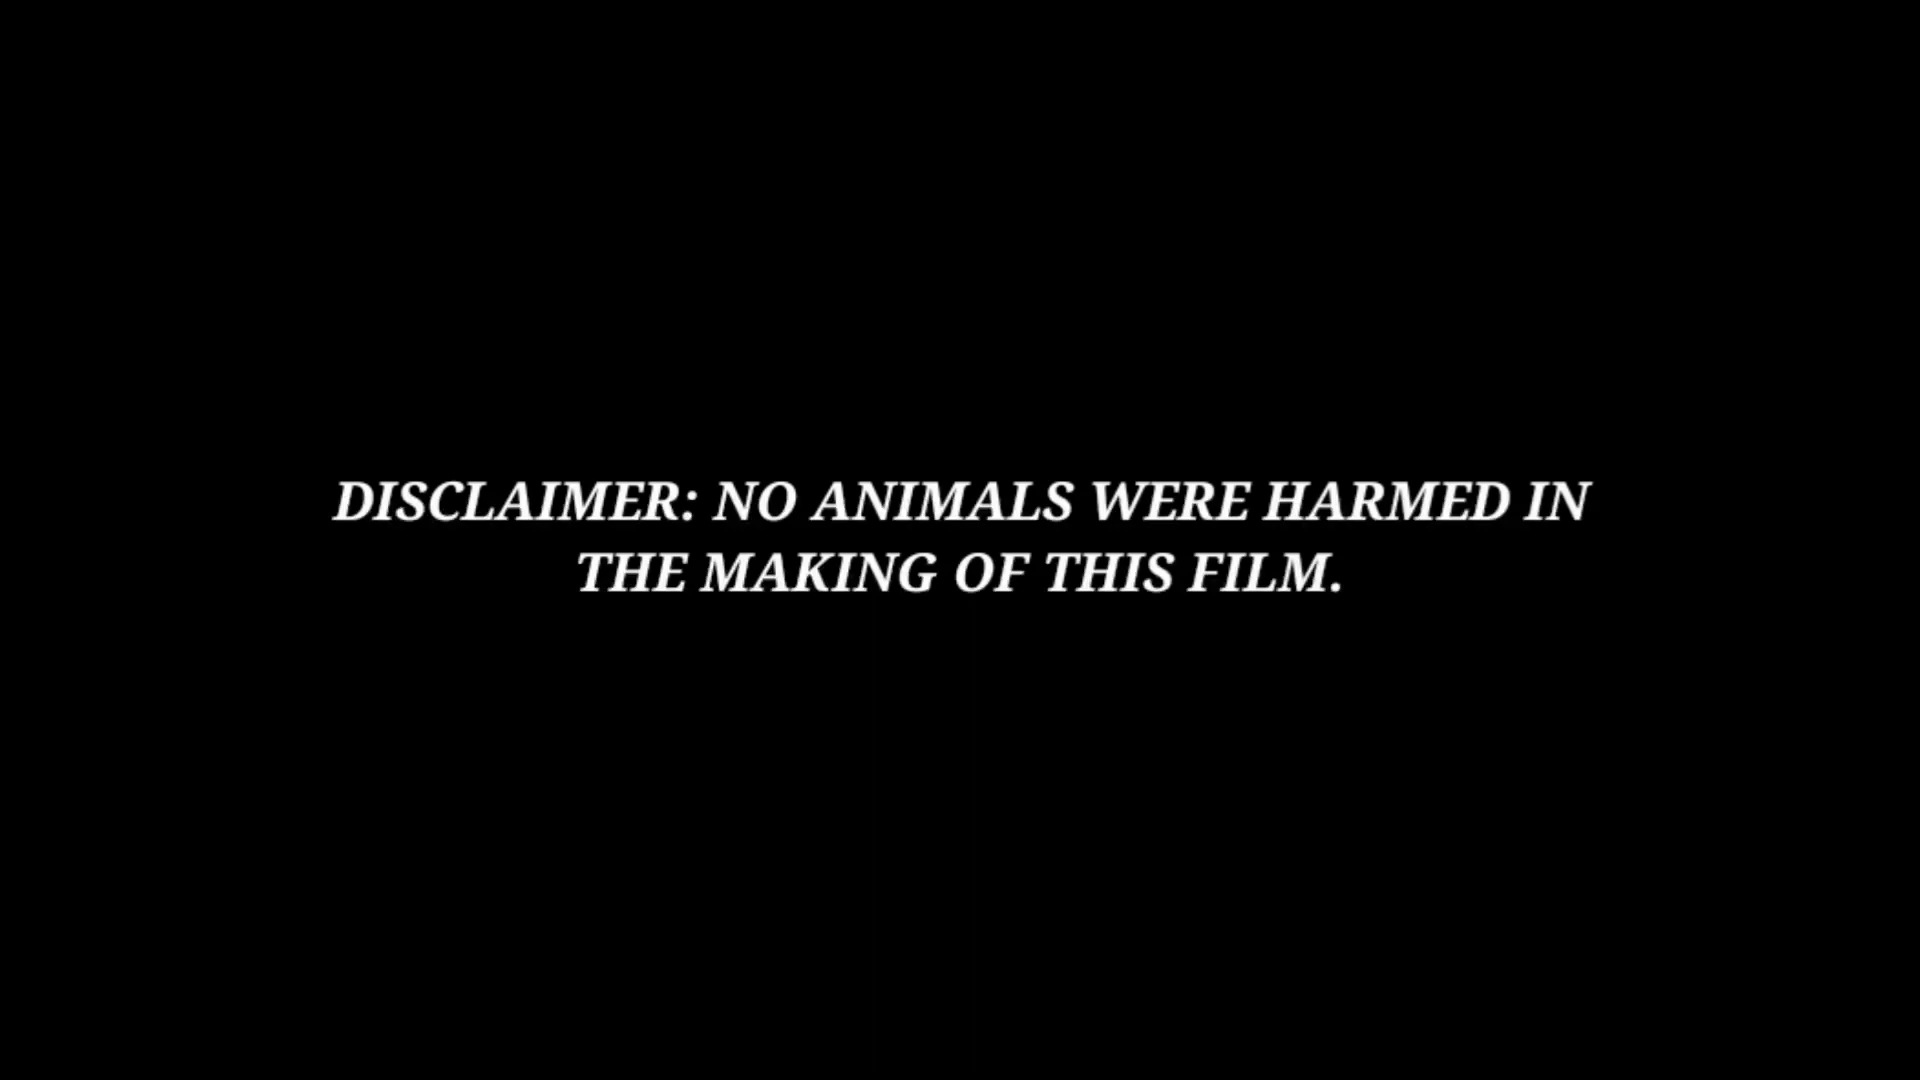 DISCLAIMER: NO ANIMALS WERE HARMED IN
THE MAKING OF THIS FILM.